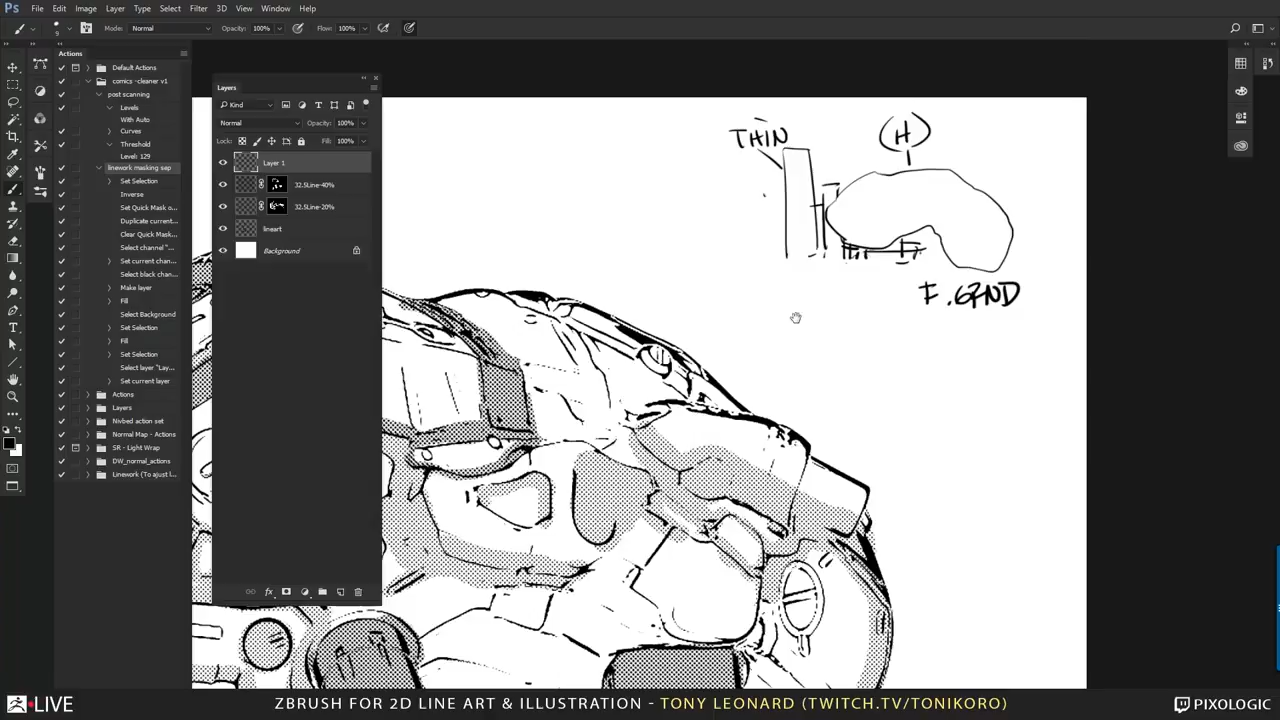 Ps File Edit Image Layer Type Select Filter 3D View Window Help
9 Mode: Normal Opacity: 100% Flow: 100%
Actions
Default Actions
comics -cleaner v1
post scanning
Levels
With Auto
Curves
Threshold
Level: 129
linework masking sep
Set Selection
Inverse
Set Quick Mask o...
Duplicate current...
Clear Quick Mask...
Select channel "...
Set current chan...
Select black chan...
Make layer
Fill
Select Background
Set Selection
Fill
Set Selection
Select layer "Lay...
Set current layer
Actions
Layers
Nivbed action set
Normal Map - Actions
SR - Light Wrap
DW_normal_actions
Linework (To ajust l...
Layers
Kind
Normal Opacity: 100%
Lock: Fill: 100%
Layer 1
32.5Line-40%
32.5Line-20%
lineart
Background
fx
THIN
(H)
F.GRND
LIVE
ZBRUSH FOR 2D LINE ART & ILLUSTRATION - TONY LEONARD (TWITCH.TV/TONIKORO)
PIXOLOGIC